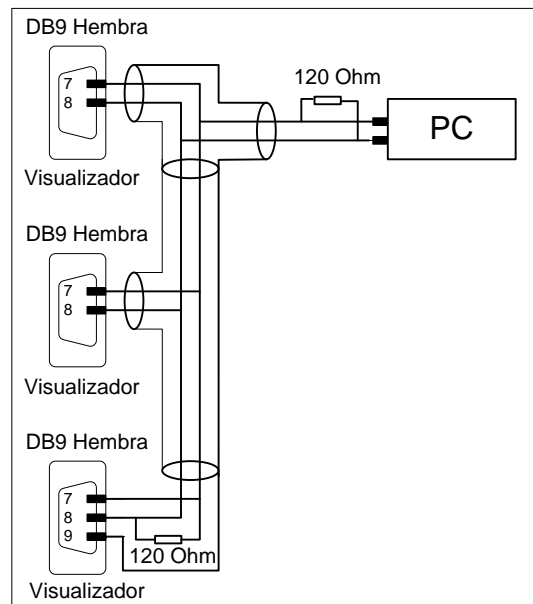 DB9 Hembra
7
8
Visualizador
120 Ohm
PC
DB9 Hembra
7
8
Visualizador
DB9 Hembra
7
8
9
120 Ohm
Visualizador